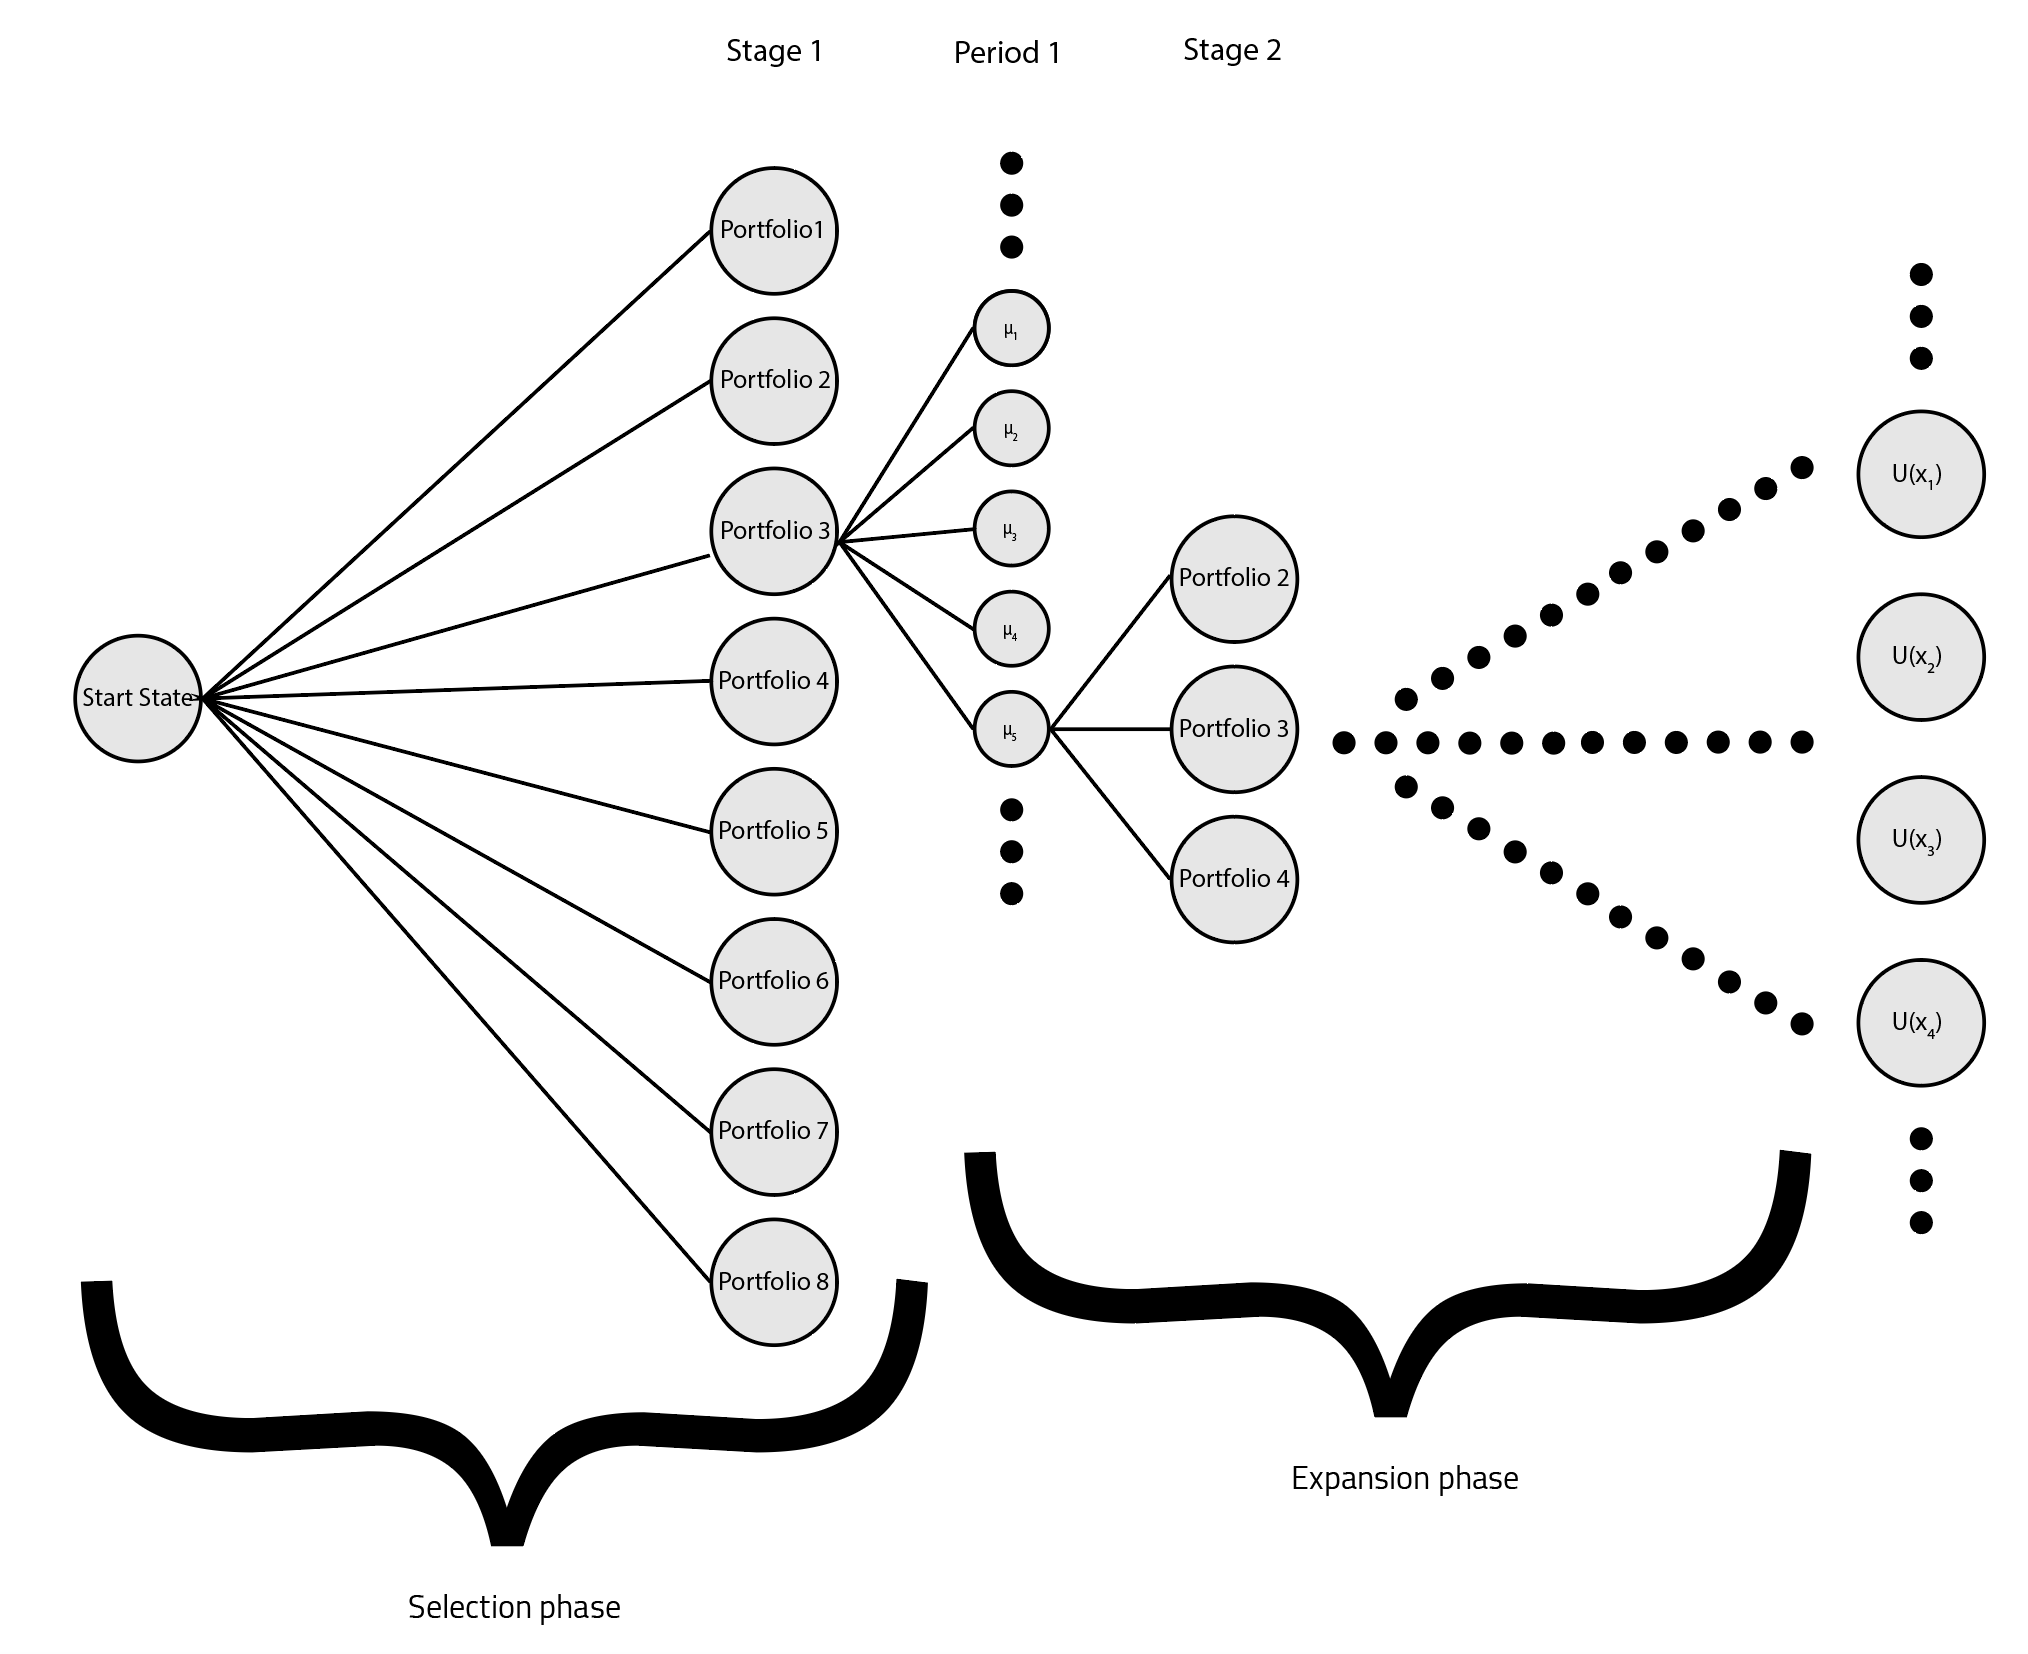 Stage 1
Period 1
Stage 2
Start State
Portfolio1
Portfolio 2
Portfolio 3
Portfolio 4
Portfolio 5
Portfolio 6
Portfolio 7
Portfolio 8
μ₁
μ₂
μ₃
μ₄
μ₅
Portfolio 2
Portfolio 3
Portfolio 4
U(x₁)
U(x₂)
U(x₃)
U(x₄)
Selection phase
Expansion phase